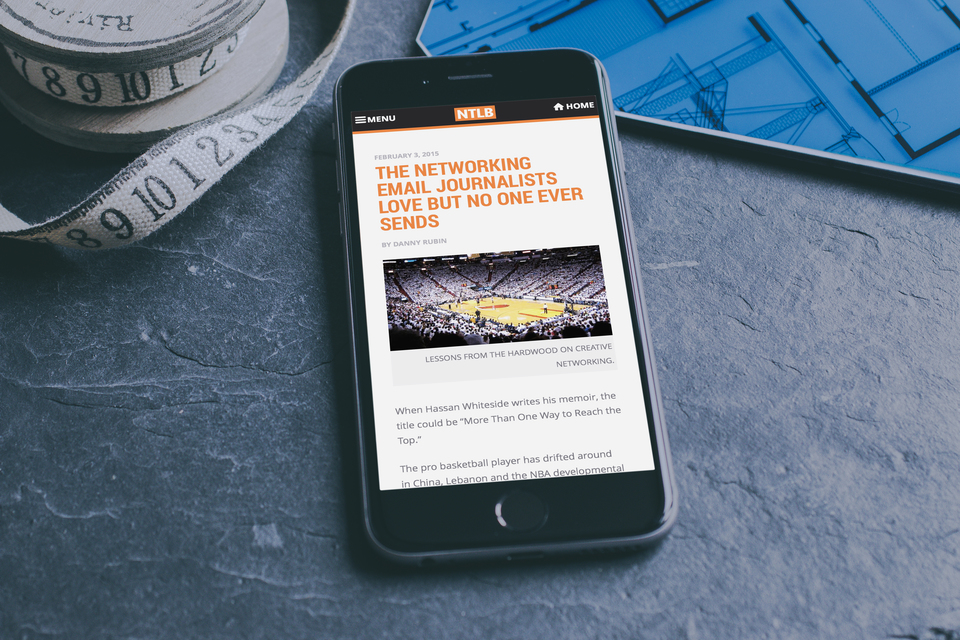 River
7 8 9 10 1 2 3
8 9 10 1 2 3 4
MENU
NTLB
HOME
FEBRUARY 3, 2015
THE NETWORKING
EMAIL JOURNALISTS
LOVE BUT NO ONE EVER
SENDS
BY DANNY RUBIN
LESSONS FROM THE HARDWOOD ON CREATIVE
NETWORKING.
When Hassan Whiteside writes his memoir, the
title could be “More Than One Way to Reach the
Top.”
The pro basketball player has drifted around
in China, Lebanon and the NBA developmental